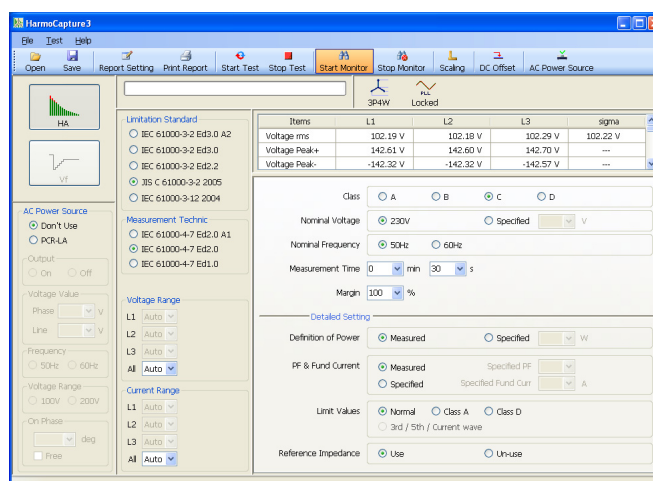 HarmoCapture3
File Test Help
Open Save Report Setting Print Report Start Test Stop Test Start Monitor Stop Monitor Scaling DC Offset AC Power Source
HA
Vf
3P4W
PLL
Locked
AC Power Source
Don't Use
PCR-LA
Output
On Off
Voltage Value
Phase V
Line V
Frequency
50Hz 60Hz
Voltage Range
100V 200V
On Phase
deg
Free
Limitation Standard
IEC 61000-3-2 Ed3.0 A2
IEC 61000-3-2 Ed3.0
IEC 61000-3-2 Ed2.2
JIS C 61000-3-2 2005
IEC 61000-3-12 2004
Measurement Technic
IEC 61000-4-7 Ed2.0 A1
IEC 61000-4-7 Ed2.0
IEC 61000-4-7 Ed1.0
Voltage Range
L1 Auto
L2 Auto
L3 Auto
All Auto
Current Range
L1 Auto
L2 Auto
L3 Auto
All Auto
Items L1 L2 L3 sigma
Voltage rms 102.19 V 102.18 V 102.29 V 102.22 V
Voltage Peak+ 142.61 V 142.60 V 142.70 V ---
Voltage Peak- -142.32 V -142.32 V -142.57 V ---
Class A B C D
Nominal Voltage 230V Specified V
Nominal Frequency 50Hz 60Hz
Measurement Time 0 min 30 s
Margin 100 %
Detailed Setting
Definition of Power Measured Specified W
PF & Fund Current Measured Specified PF
Specified Specified Fund Curr A
Limit Values Normal Class A Class D
3rd / 5th / Current wave
Reference Impedance Use Un-use